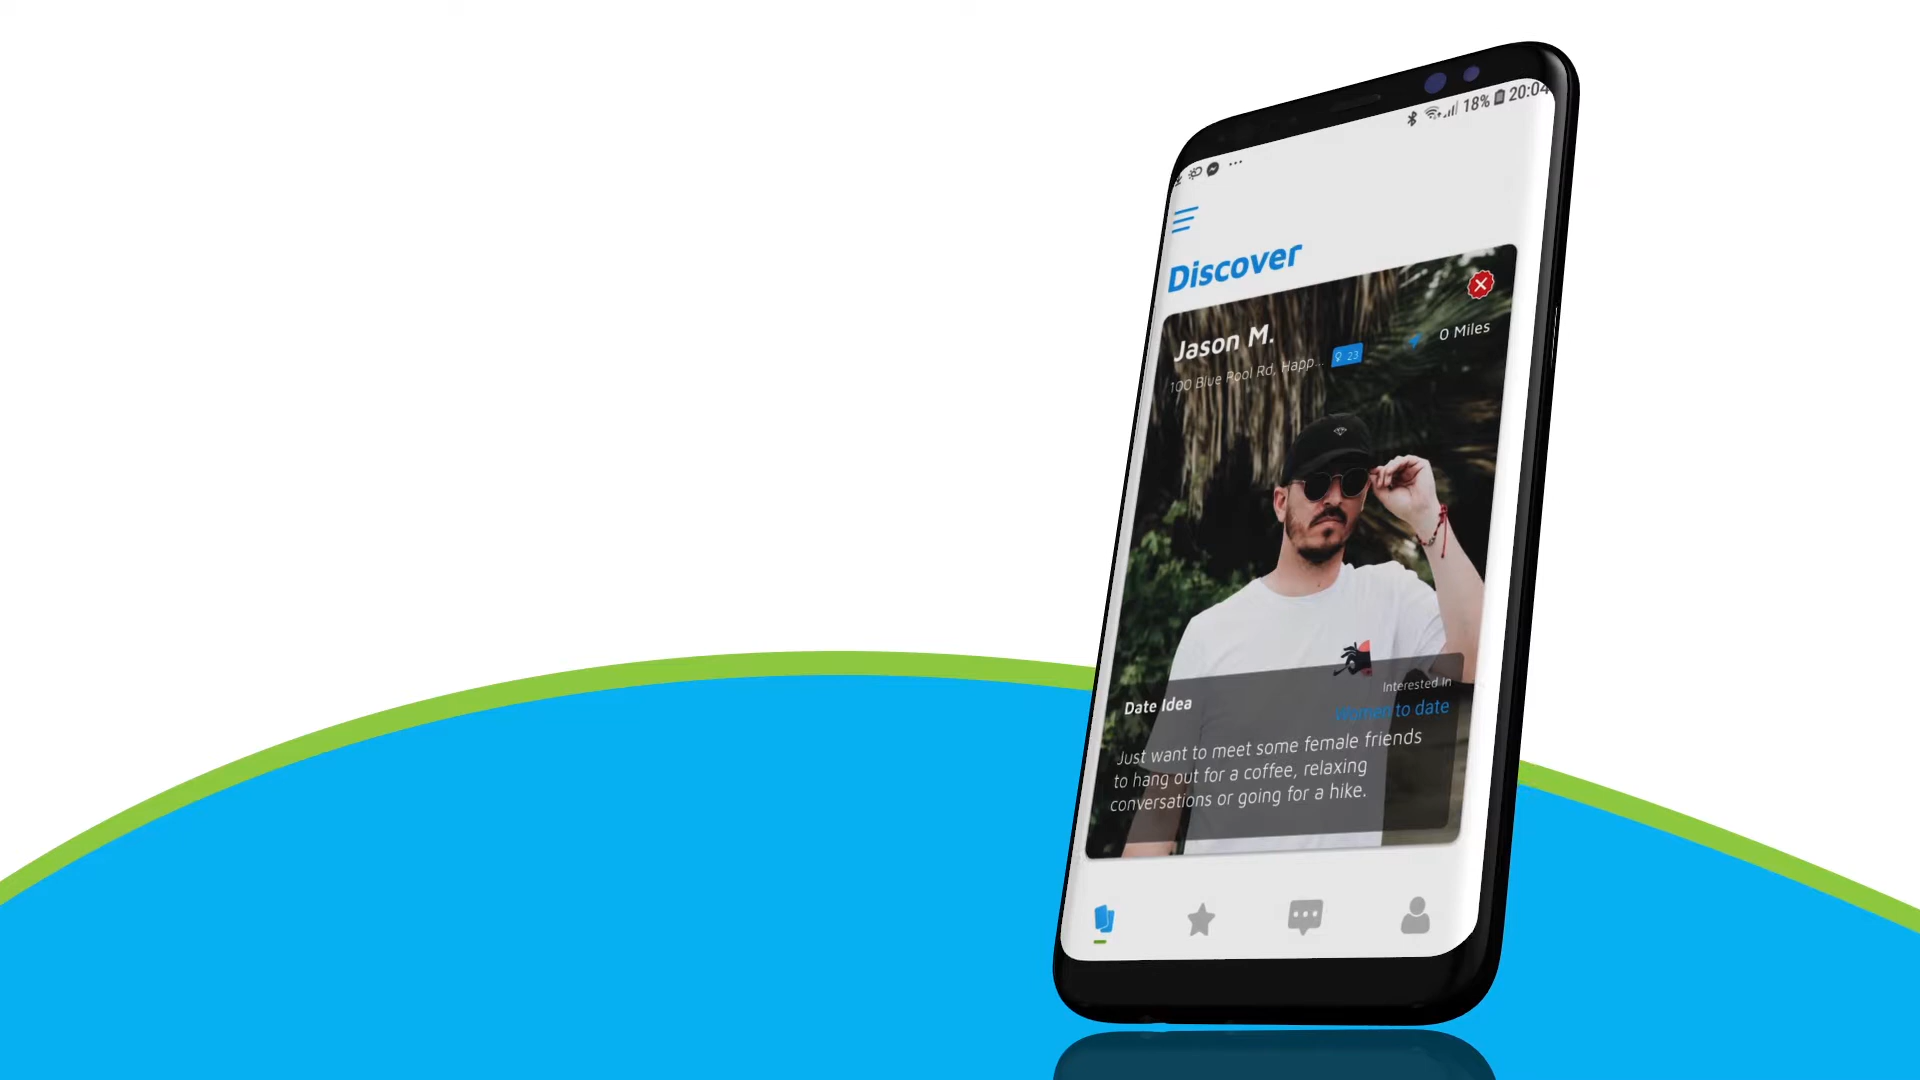 18% 20:04
Discover
Jason M.
0 Miles
100 Blue Pool Rd, Happ... 23
Date Idea
Interested In
Women to date
Just want to meet some female friends
to hang out for a coffee, relaxing
conversations or going for a hike.